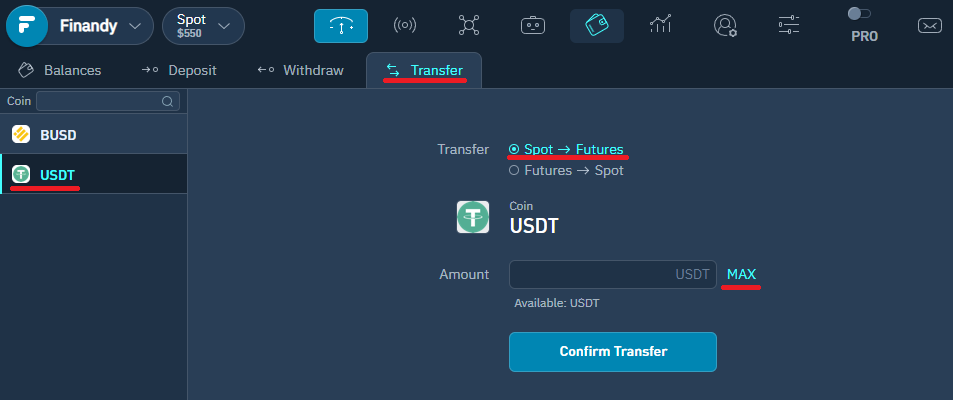 Finandy
Spot
$550
PRO
Balances
Deposit
Withdraw
Transfer
Coin
BUSD
USDT
Transfer
Spot → Futures
Futures → Spot
Coin
USDT
Amount
USDT
MAX
Available: USDT
Confirm Transfer